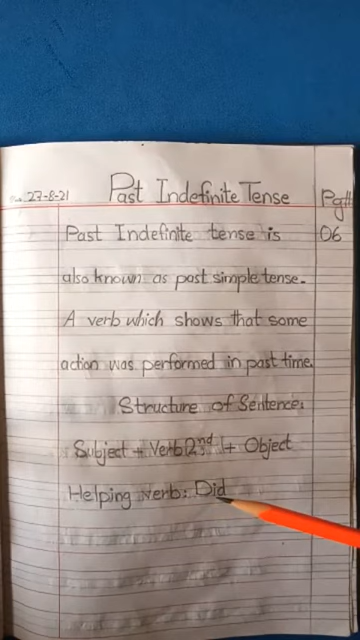 27-8-21 Past Indefinite Tense Pg#
Past Indefinite tense is 06
also known as past simple tense.
A verb which shows that some
action was performed in past time.
Structure of Sentence:
Subject + Verb 2nd + Object
Helping verb: Did